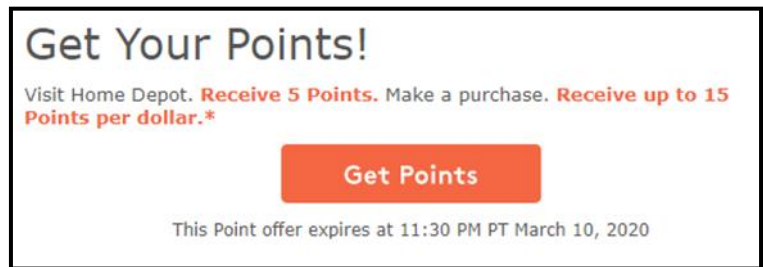 Get Your Points!
Visit Home Depot. Receive 5 Points. Make a purchase. Receive up to 15
Points per dollar.*
Get Points
This Point offer expires at 11:30 PM PT March 10, 2020